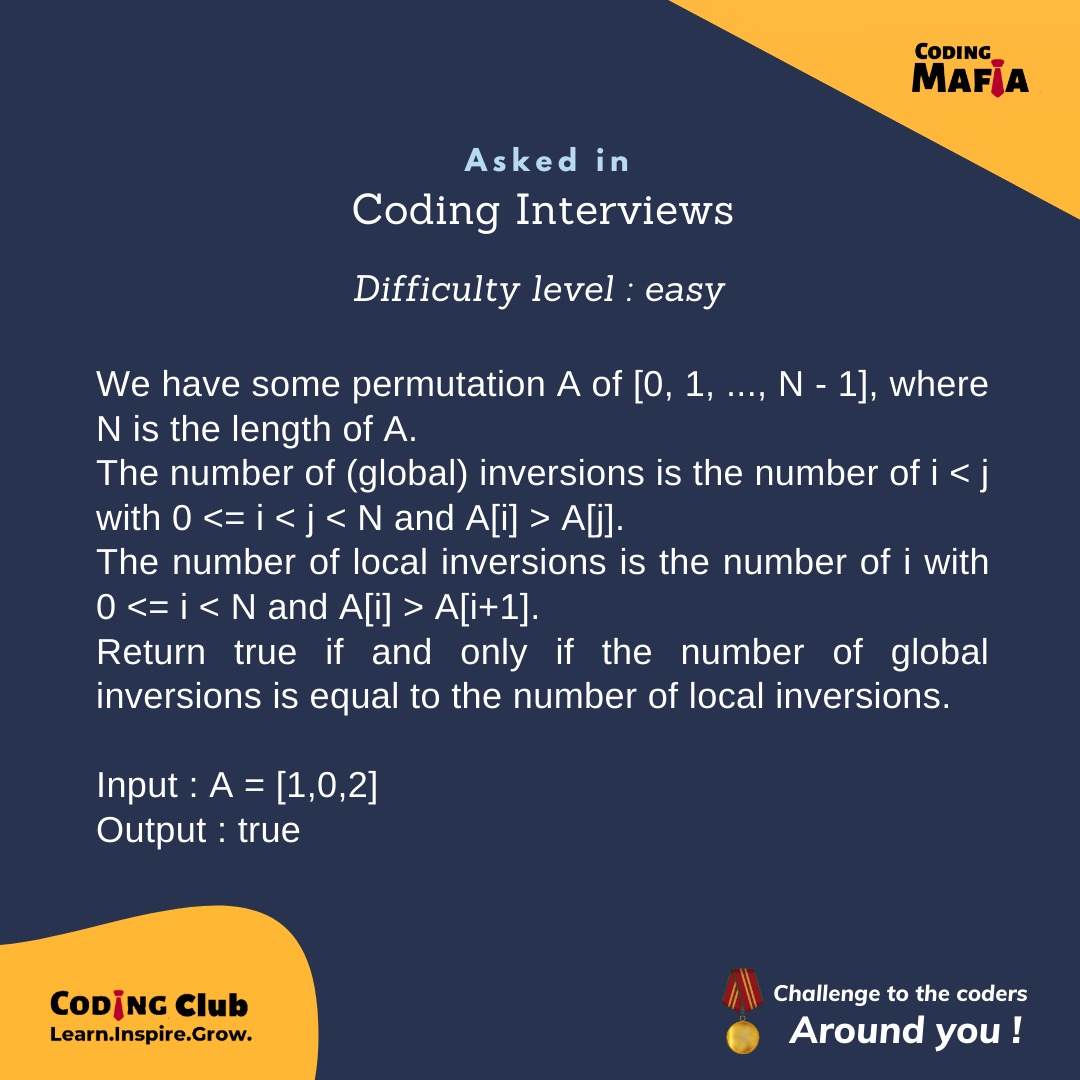 CODING
MAFIA
Asked in
Coding Interviews
Difficulty level : easy
We have some permutation A of [0, 1, ..., N - 1], where
N is the length of A.
The number of (global) inversions is the number of i < j
with 0 <= i < j < N and A[i] > A[j].
The number of local inversions is the number of i with
0 <= i < N and A[i] > A[i+1].
Return true if and only if the number of global
inversions is equal to the number of local inversions.
Input : A = [1,0,2]
Output : true
CODING Club
Learn.Inspire.Grow.
Challenge to the coders
Around you !